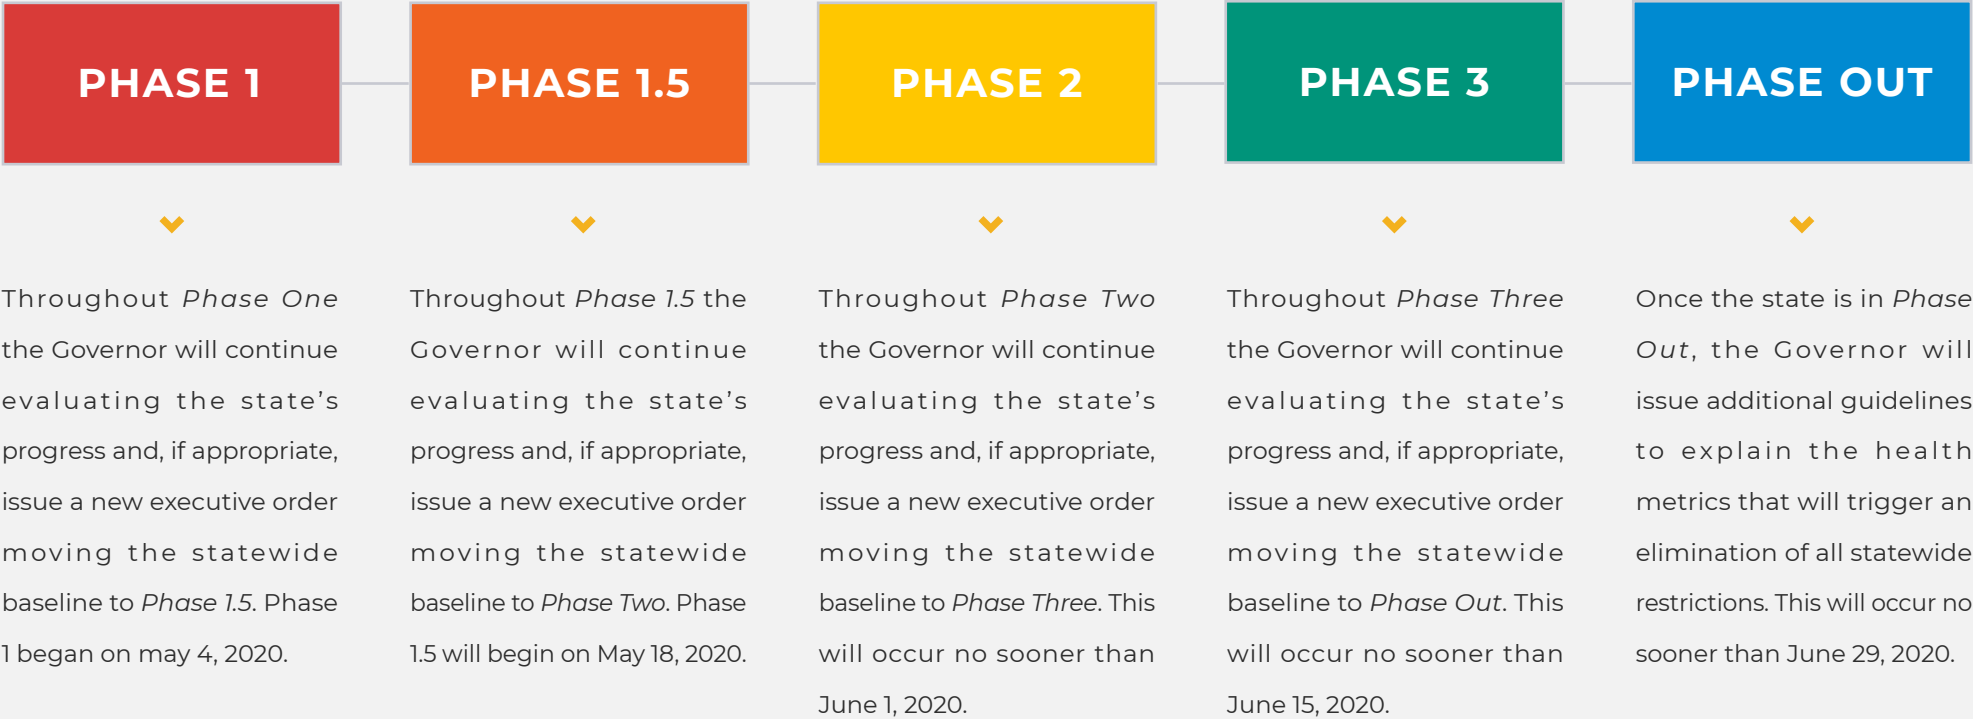 PHASE 1
Throughout Phase One
the Governor will continue
evaluating the state’s
progress and, if appropriate,
issue a new executive order
moving the statewide
baseline to Phase 1.5. Phase
1 began on may 4, 2020.
PHASE 1.5
Throughout Phase 1.5 the
Governor will continue
evaluating the state’s
progress and, if appropriate,
issue a new executive order
moving the statewide
baseline to Phase Two. Phase
1.5 will begin on May 18, 2020.
PHASE 2
Throughout Phase Two
the Governor will continue
evaluating the state’s
progress and, if appropriate,
issue a new executive order
moving the statewide
baseline to Phase Three. This
will occur no sooner than
June 1, 2020.
PHASE 3
Throughout Phase Three
the Governor will continue
evaluating the state’s
progress and, if appropriate,
issue a new executive order
moving the statewide
baseline to Phase Out. This
will occur no sooner than
June 15, 2020.
PHASE OUT
Once the state is in Phase
Out, the Governor will
issue additional guidelines
to explain the health
metrics that will trigger an
elimination of all statewide
restrictions. This will occur no
sooner than June 29, 2020.